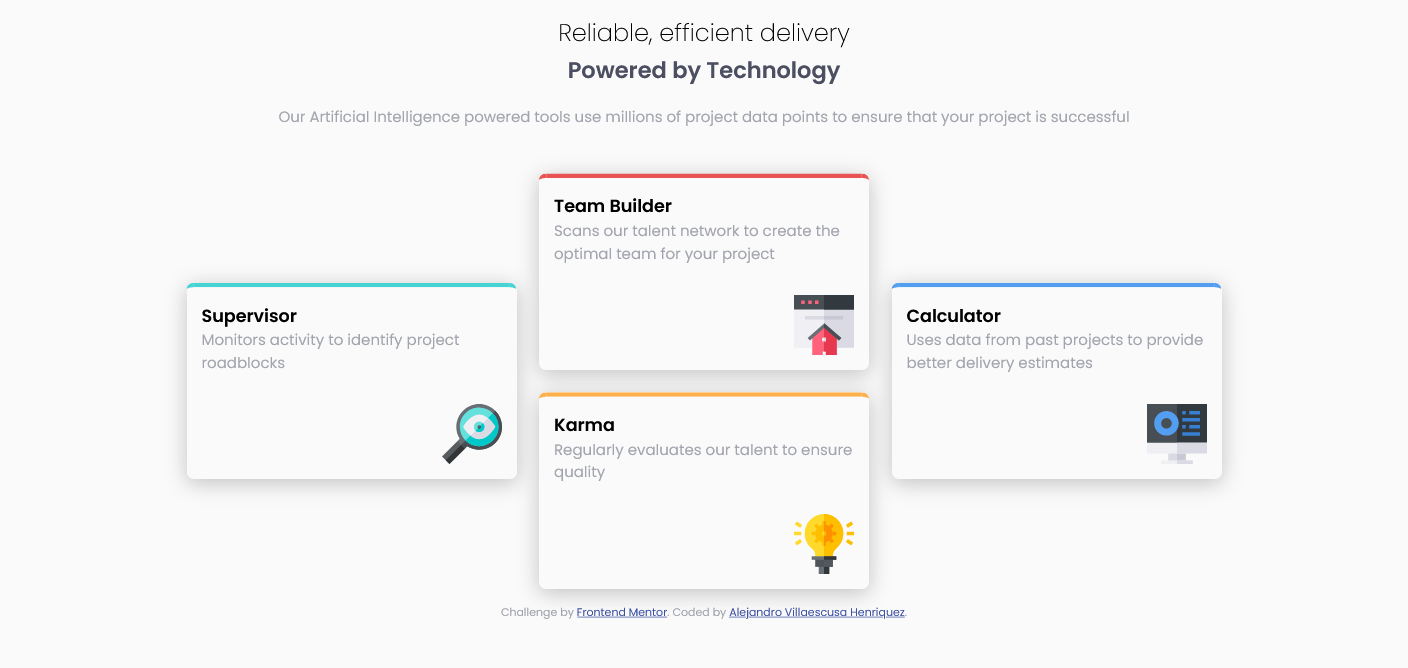 Reliable, efficient delivery
Powered by Technology
Our Artificial Intelligence powered tools use millions of project data points to ensure that your project is successful
Team Builder
Scans our talent network to create the
optimal team for your project
Supervisor
Monitors activity to identify project
roadblocks
Calculator
Uses data from past projects to provide
better delivery estimates
Karma
Regularly evaluates our talent to ensure
quality
Challenge by Frontend Mentor. Coded by Alejandro Villaescusa Henriquez.